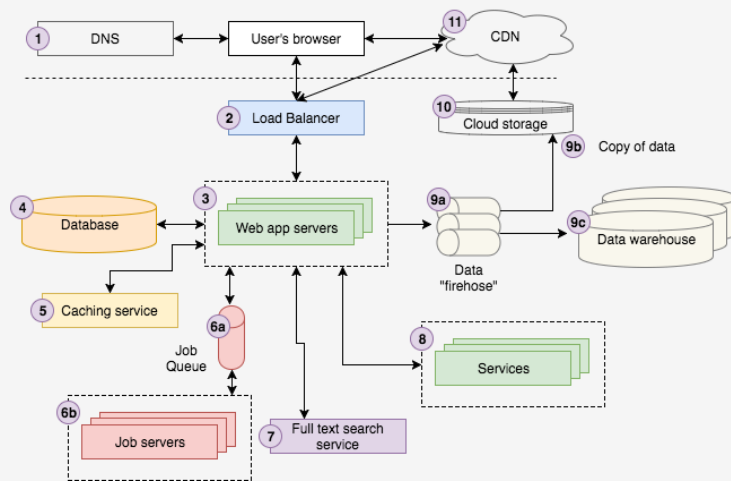 1
DNS
User's browser
11
CDN
2
Load Balancer
10
Cloud storage
9b
Copy of data
3
Web app servers
4
Database
9a
Data
"firehose"
9c
Data warehouse
5
Caching service
6a
Job
Queue
8
Services
6b
Job servers
7
Full text search
service